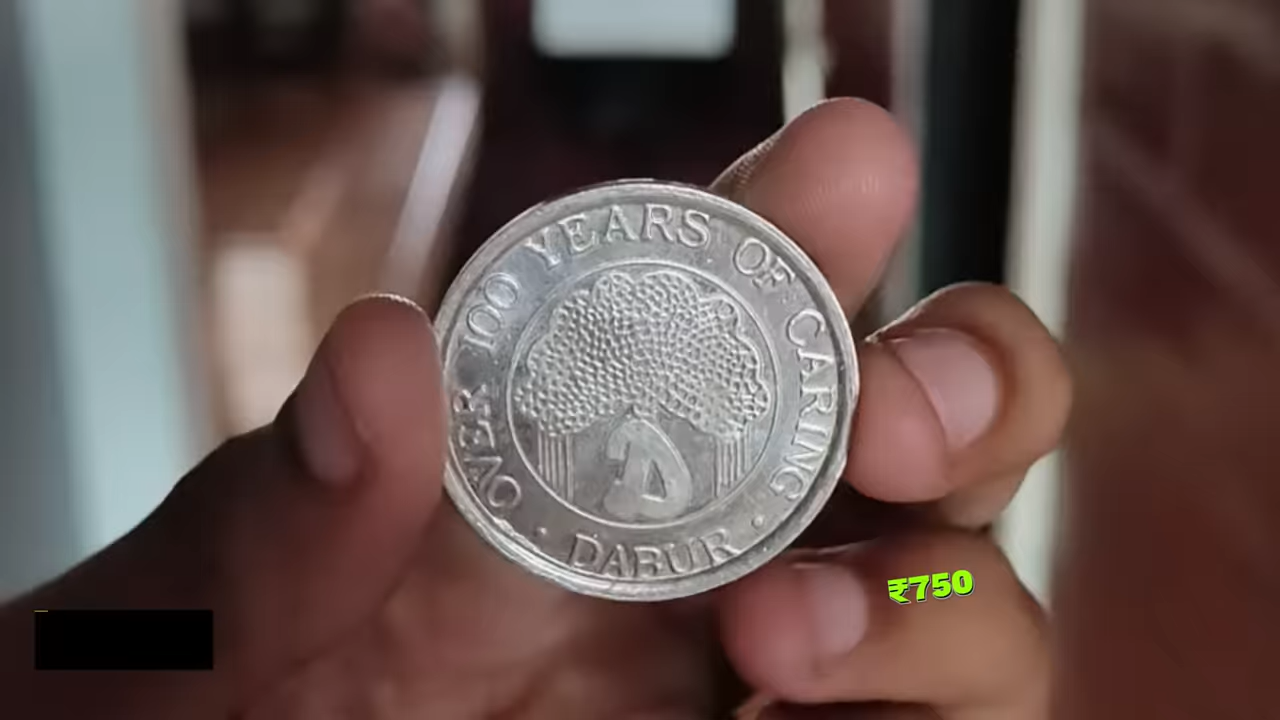 OVER 100 YEARS OF CARING
· DABUR ·
₹750